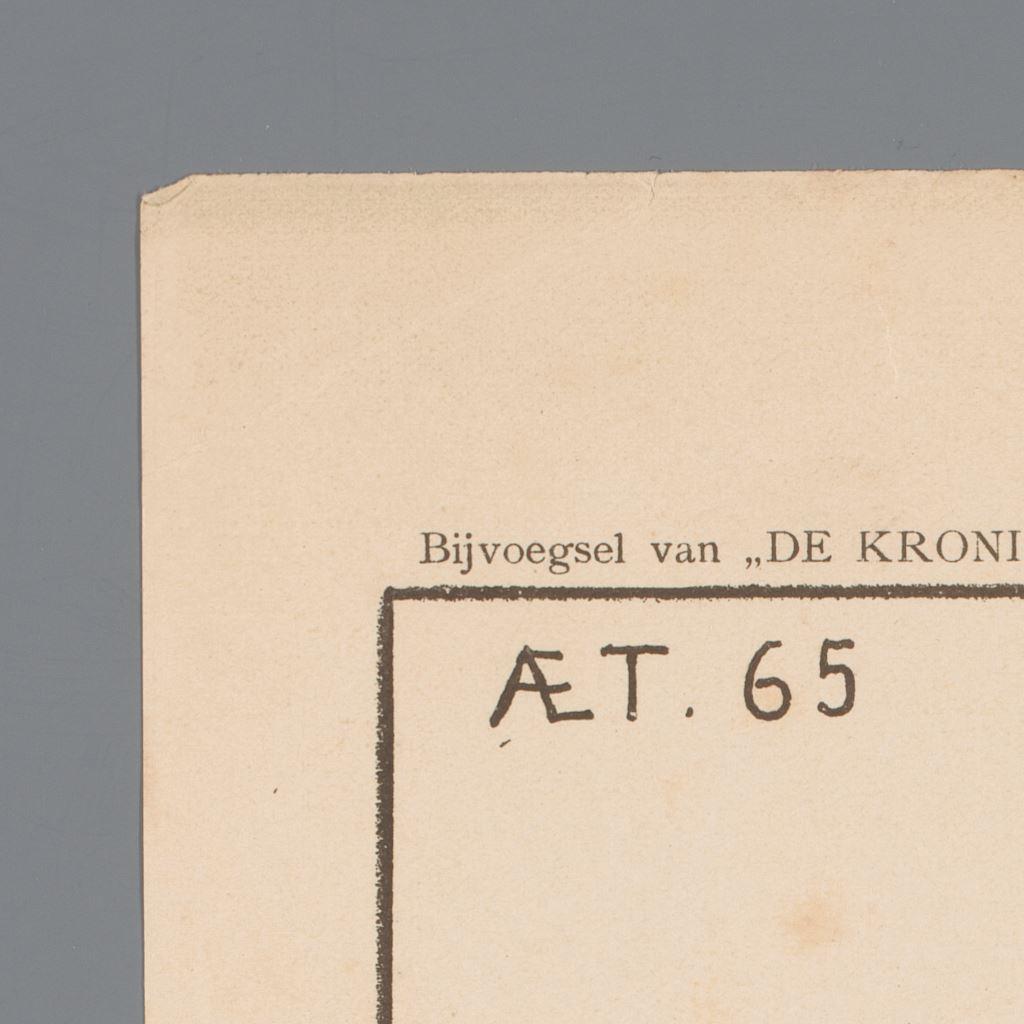 Bijvoegsel van „DE KRONI
ÆT. 65